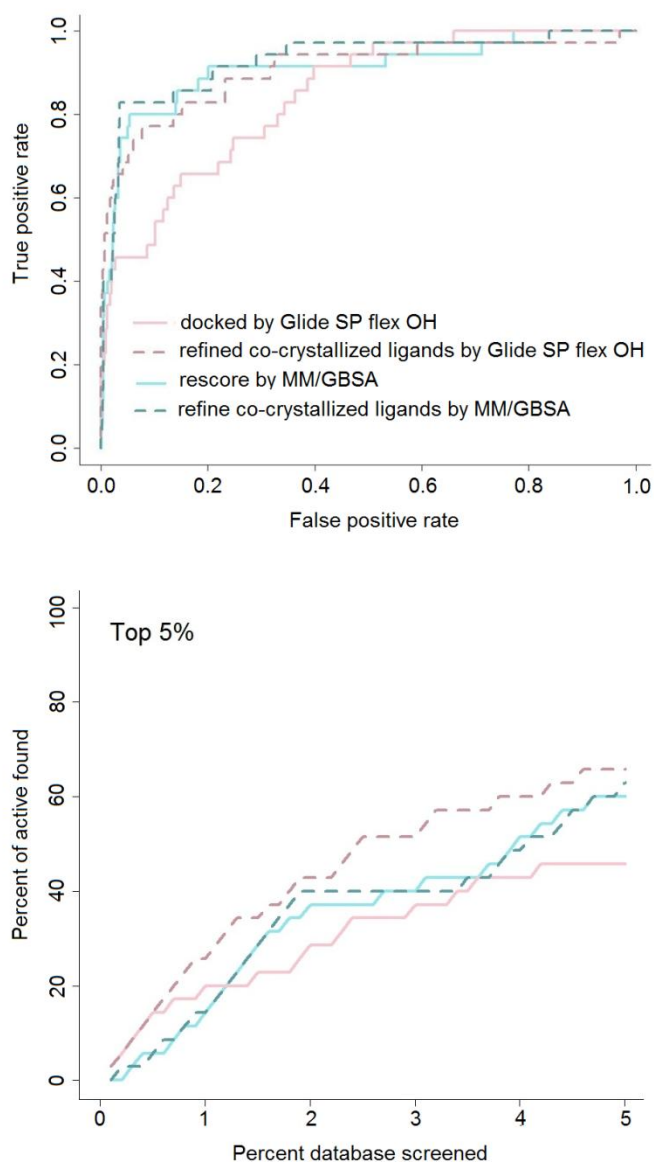 1.0
0.8
0.6
0.4
0.2
0.0
True positive rate
docked by Glide SP flex OH
refined co-crystallized ligands by Glide SP flex OH
rescore by MM/GBSA
refine co-crystallized ligands by MM/GBSA
0.0 0.2 0.4 0.6 0.8 1.0
False positive rate
Top 5%
100
80
60
40
20
0
Percent of active found
0 1 2 3 4 5
Percent database screened